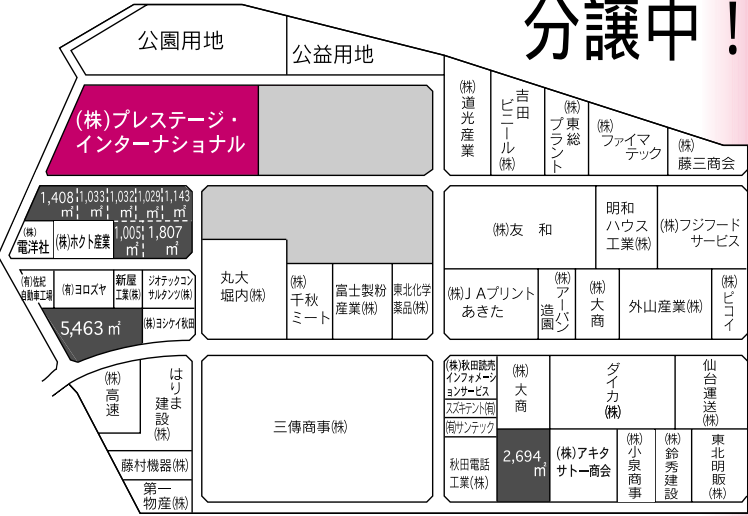 分譲中！
公園用地
公益用地
(株)プレステージ・
インターナショナル
(株)道光産業
吉田
ビニール(株)
(株)東総
プラント
(株)
ファイマ
テック
(株)
藤三商会
1,408㎡
1,033㎡
1,032㎡
1,029㎡
1,143㎡
(株)
電洋社
(株)ホクト産業
1,005㎡
1,807㎡
(有)佐紀
自動車工場
(有)ヨロズヤ
新屋
工業(株)
ジオテックコン
サルタンツ(株)
5,463㎡
(株)ヨシケイ秋田
丸大
堀内(株)
(株)
千秋
ミート
富士製粉
産業(株)
東北化学
薬品(株)
(株)友 和
明和
ハウス
工業(株)
(株)フジフード
サービス
(株)ＪＡプリント
あきた
(株)アーバン
造園
(株)大商
外山産業(株)
(株)ピコイ
(株)高速
はりま
建設(株)
藤村機器(株)
第一
物産(株)
三傳商事(株)
(株)秋田読売
インフォメーシ
ョンサービス
スズキテント(有)
(有)サンテック
秋田電話
工業(株)
(株)大商
2,694㎡
ダイカ(株)
仙台運送(株)
(株)アキタ
サトー商会
(株)小泉商事
(株)鈴秀建設
東北明販(株)